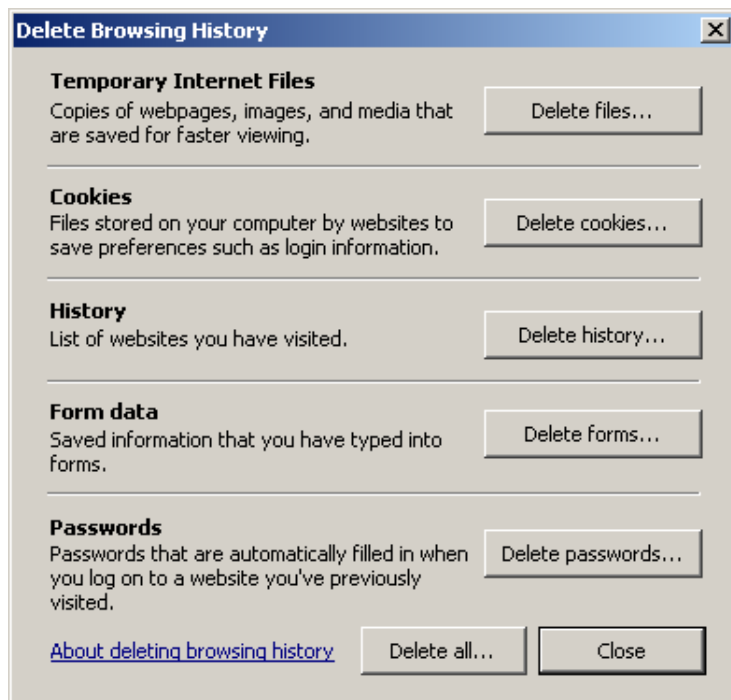 Delete Browsing History
Temporary Internet Files
Copies of webpages, images, and media that
are saved for faster viewing.
Delete files...
Cookies
Files stored on your computer by websites to
save preferences such as login information.
Delete cookies...
History
List of websites you have visited.
Delete history...
Form data
Saved information that you have typed into
forms.
Delete forms...
Passwords
Passwords that are automatically filled in when
you log on to a website you've previously
visited.
Delete passwords...
About deleting browsing history
Delete all...
Close